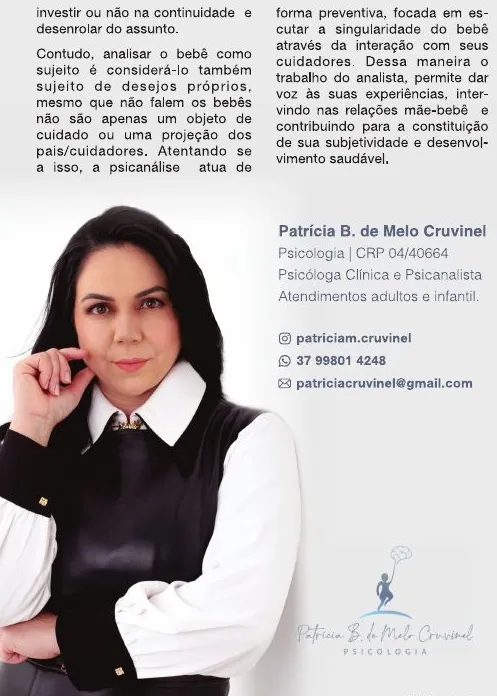 investir ou não na continuidade e
desenrolar do assunto.
Contudo, analisar o bebê como
sujeito é considerá-lo também
sujeito de desejos próprios,
mesmo que não falem os bebês
não são apenas um objeto de
cuidado ou uma projeção dos
pais/cuidadores. Atentando se
a isso, a psicanálise atua de
forma preventiva, focada em es-
cutar a singularidade do bebê
através da interação com seus
cuidadores. Dessa maneira o
trabalho do analista, permite dar
voz às suas experiências, inter-
vindo nas relações mãe-bebê e
contribuindo para a constituição
de sua subjetividade e desenvol-
vimento saudável.
Patrícia B. de Melo Cruvinel
Psicologia | CRP 04/40664
Psicóloga Clínica e Psicanalista
Atendimentos adultos e infantil.
patriciam.cruvinel
37 99801 4248
patriciacruvinel@gmail.com
Patrícia B. de Melo Cruvinel
PSICOLOGIA